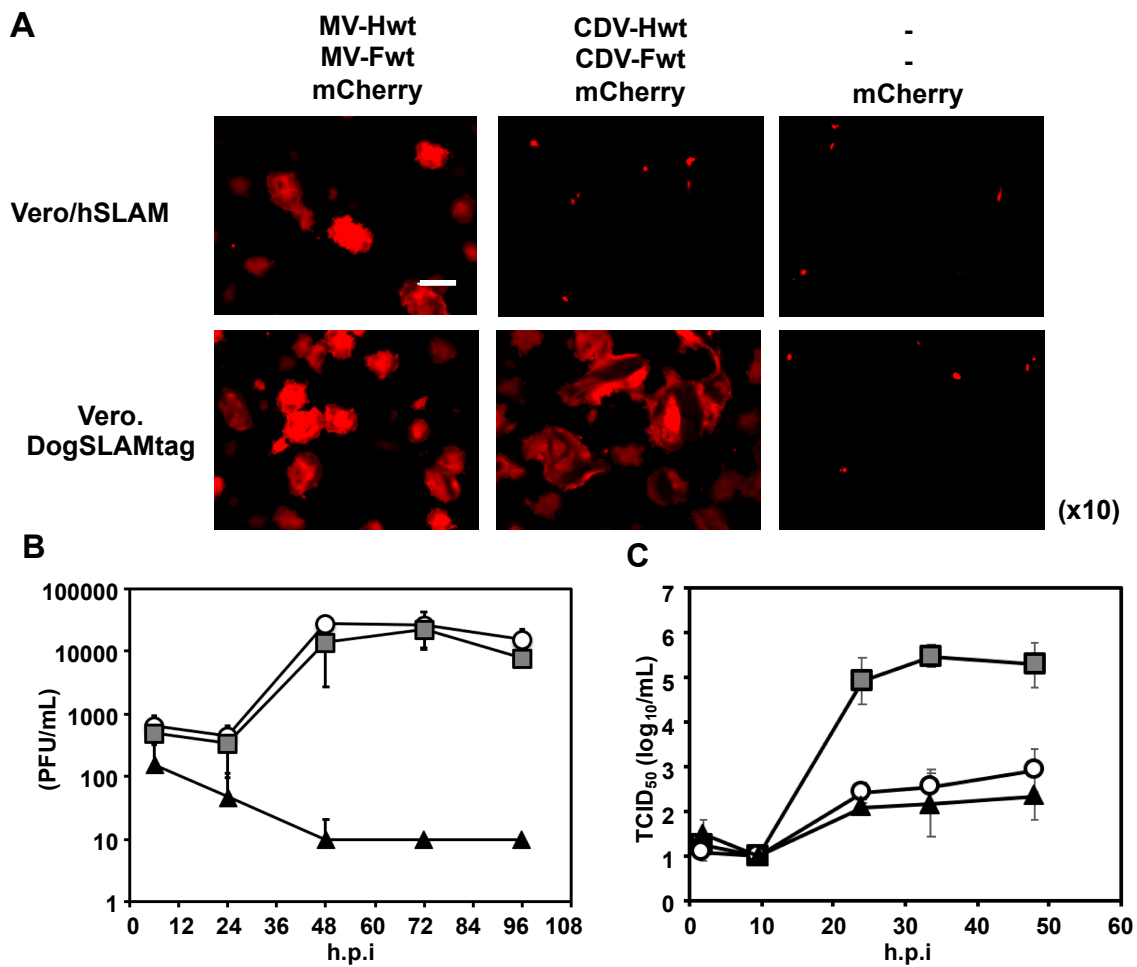 A
MV-Hwt
MV-Fwt
mCherry
CDV-Hwt
CDV-Fwt
mCherry
-
-
mCherry
Vero/hSLAM
Vero.
DogSLAMtag
(x10)
B
(PFU/mL)
100000
10000
1000
100
10
1
0 12 24 36 48 60 72 84 96 108
h.p.i
C
TCID50 (log10/mL)
7
6
5
4
3
2
1
0
0 10 20 30 40 50 60
h.p.i